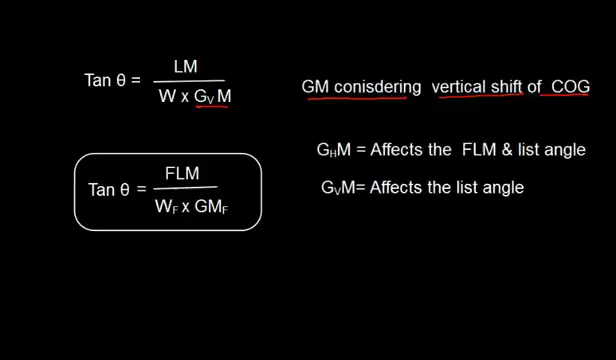 Tan θ = LM
W x GᵥM
GM conisdering vertical shift of COG
GHM = Affects the FLM & list angle
GᵥM= Affects the list angle
Tan θ = FLM
WF x GMF